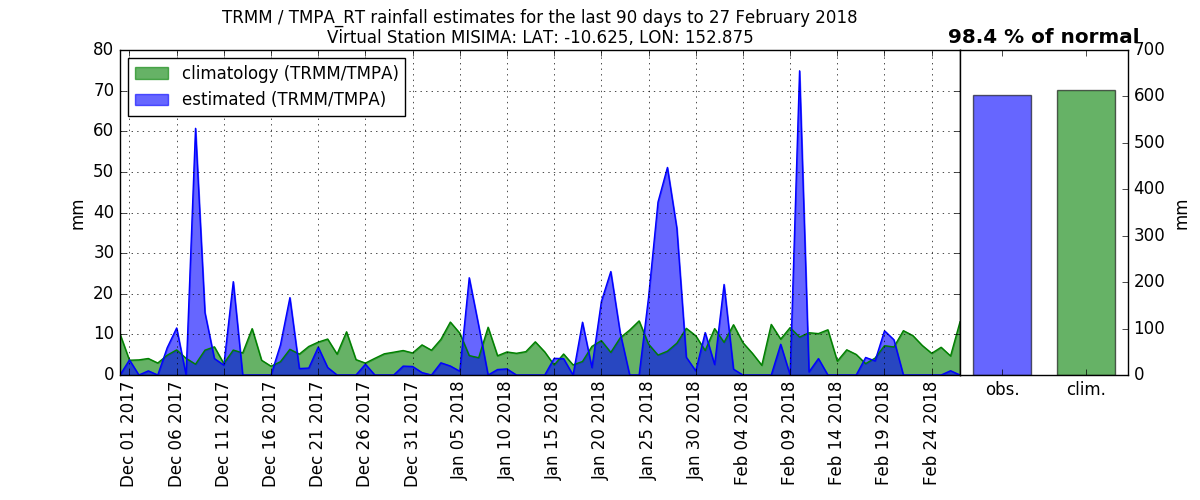 TRMM / TMPA_RT rainfall estimates for the last 90 days to 27 February 2018
Virtual Station MISIMA: LAT: -10.625, LON: 152.875
98.4 % of normal
climatology (TRMM/TMPA)
estimated (TRMM/TMPA)
mm
80
70
60
50
40
30
20
10
0
Dec 01 2017
Dec 06 2017
Dec 11 2017
Dec 16 2017
Dec 21 2017
Dec 26 2017
Dec 31 2017
Jan 05 2018
Jan 10 2018
Jan 15 2018
Jan 20 2018
Jan 25 2018
Jan 30 2018
Feb 04 2018
Feb 09 2018
Feb 14 2018
Feb 19 2018
Feb 24 2018
obs.
clim.
700
600
500
400
300
200
100
0
mm